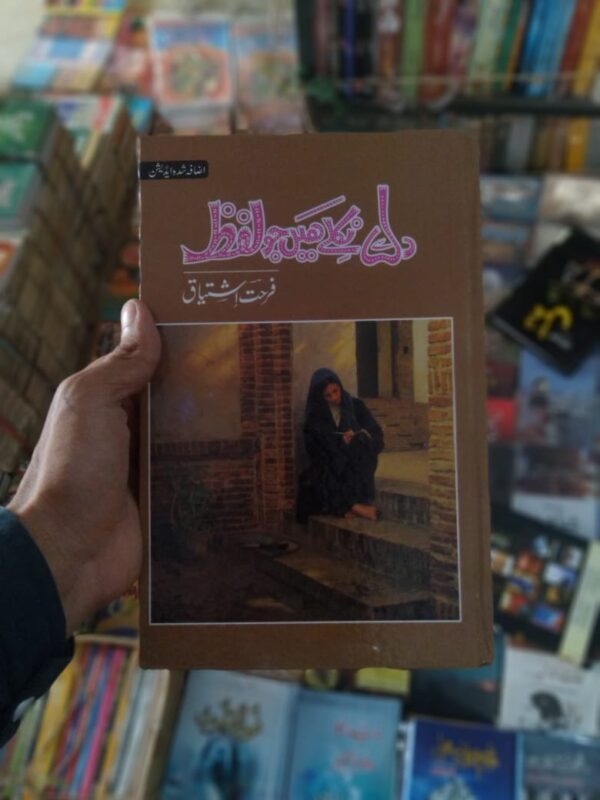 اضافہ شدہ ایڈیشن
دل سے نکلے ہیں جو لفظ
فرحت اشتیاق